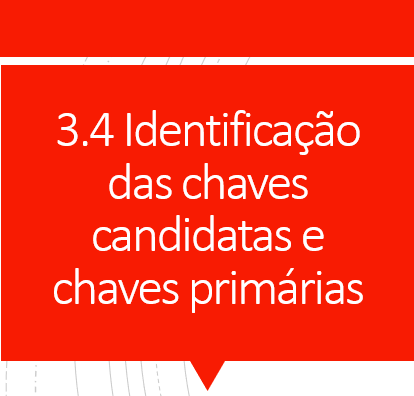 3.4 Identificação
das chaves
candidatas e
chaves primárias